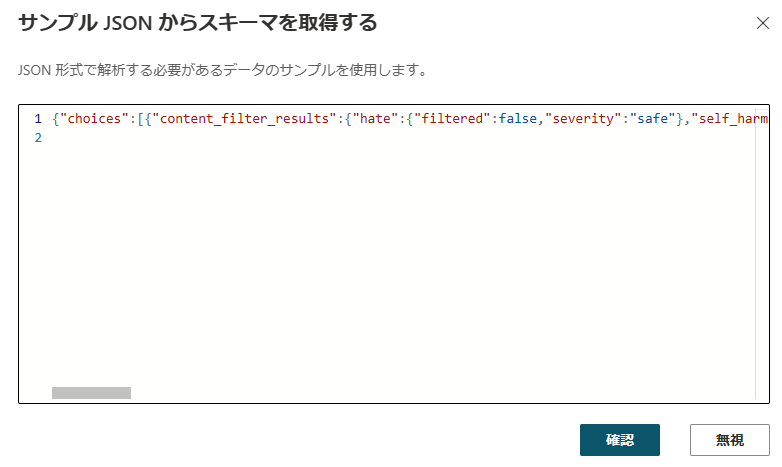 サンプル JSON からスキーマを取得する
JSON 形式で解析する必要があるデータのサンプルを使用します。
1 {"choices":[{"content_filter_results":{"hate":{"filtered":false,"severity":"safe"},"self_harm
2
確認 無視